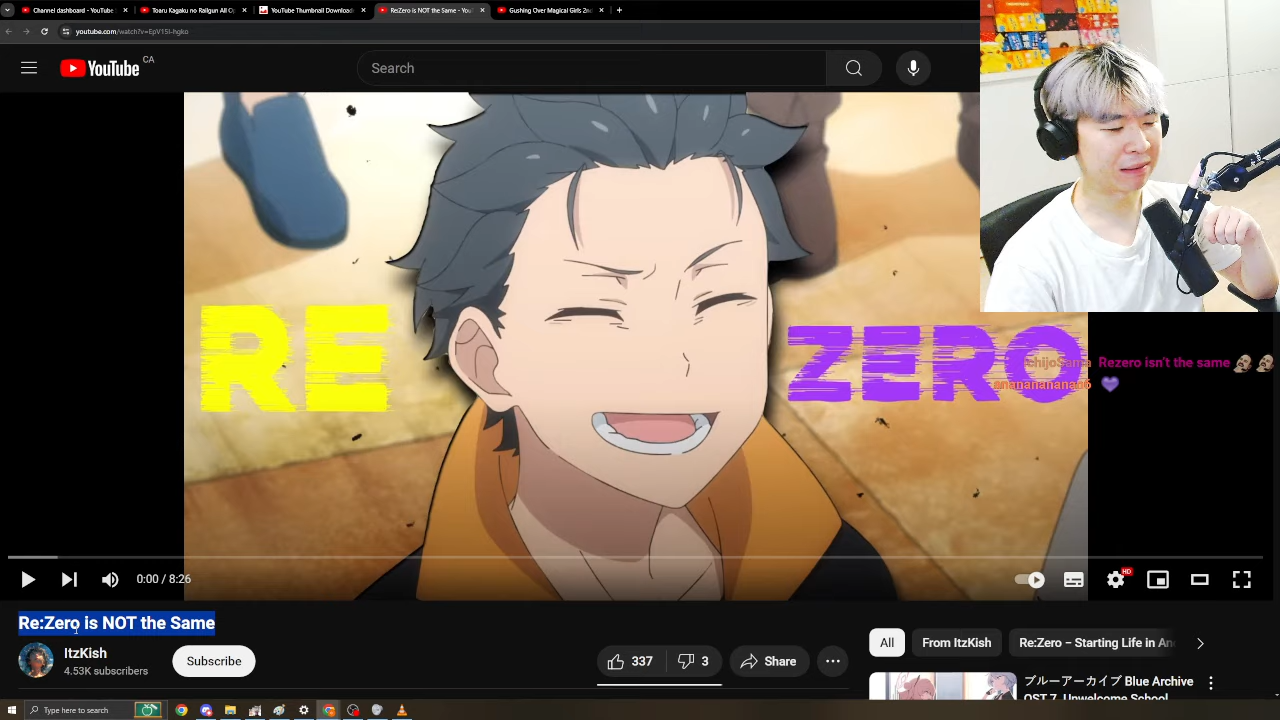 Channel dashboard - YouTube
Toaru Kagaku no Railgun All O
YouTube Thumbnail Download
Re:Zero is NOT the Same - You
Gushing Over Magical Girls 2nd
youtube.com/watch?v=EpV1Sl-hgko
YouTube CA
Search
RE
ZERO
IchijoSama Rezero isn't the same
0:00 / 8:26
HD
Re:Zero is NOT the Same
ItzKish
4.53K subscribers
Subscribe
337
3
Share
All
From ItzKish
Re:Zero − Starting Life in An
ブルーアーカイブ Blue Archive
OST 7. Unwelcome School
Type here to search